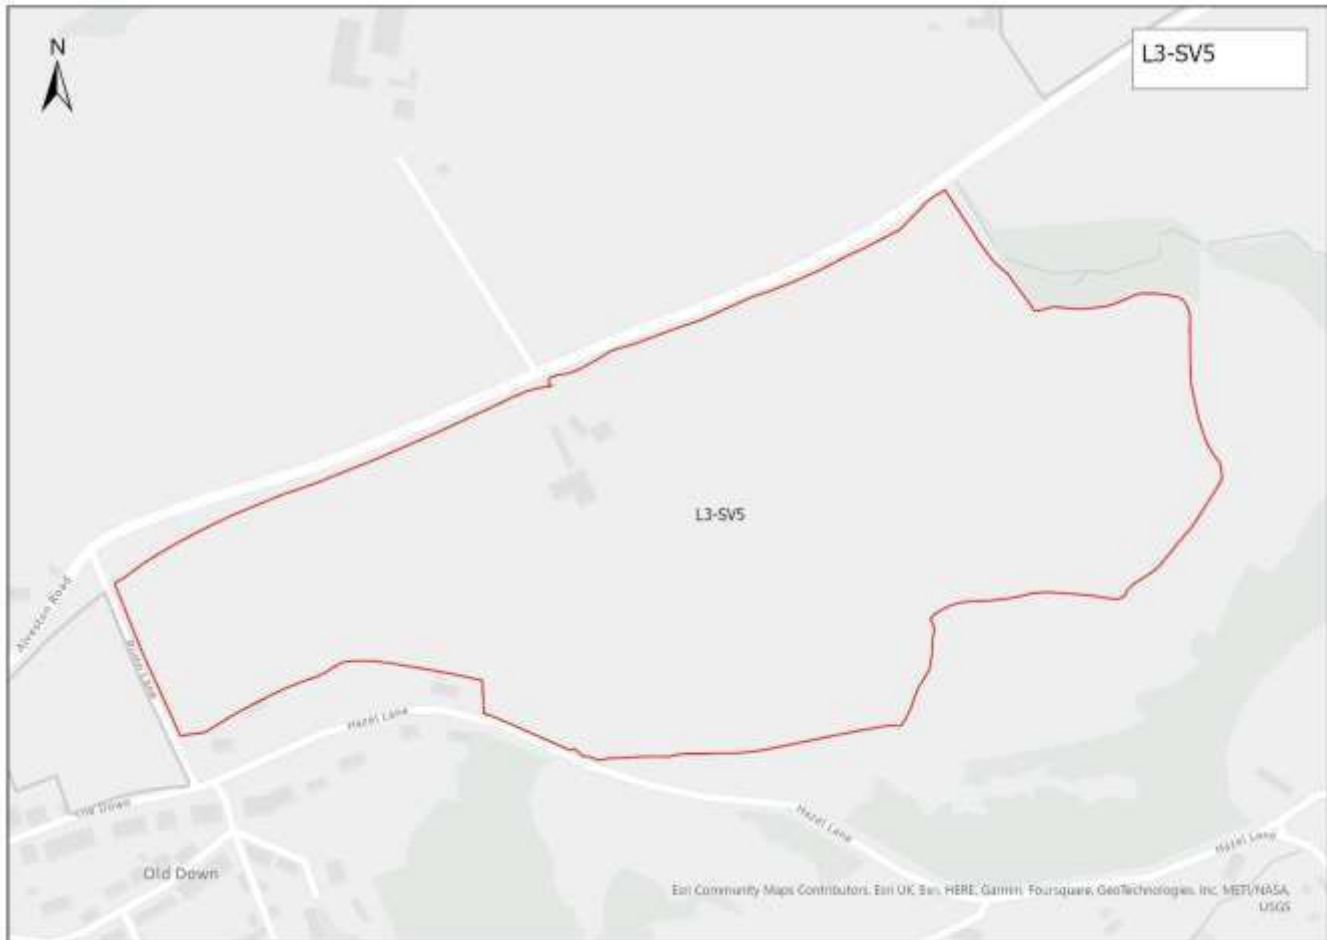 N
L3-SV5
L3-SV5
Alveston Road
Hazel Lane
The Down
Hazel Lane
Hazel Lane
Old Down
Esri Community Maps Contributors, Esri UK, Esri, HERE, Garmin, Foursquare, GeoTechnologies, Inc, METI/NASA,
USGS